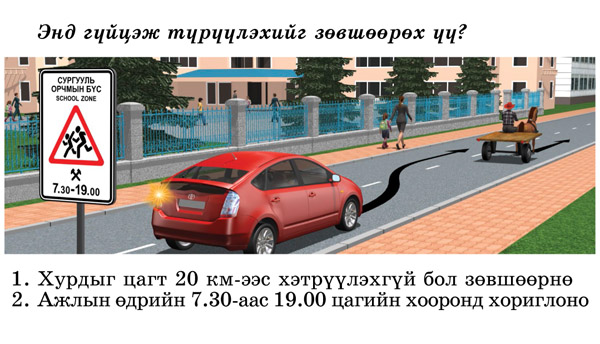 Энд гүйцэж түрүүлэхийг зөвшөөрөх үү?
СУРГУУЛЬ
ОРЧМЫН БҮС
SCHOOL ZONE
7.30-19.00
1. Хурдыг цагт 20 км-ээс хэтрүүлэхгүй бол зөвшөөрнө
2. Ажлын өдрийн 7.30-аас 19.00 цагийн хооронд хориглоно